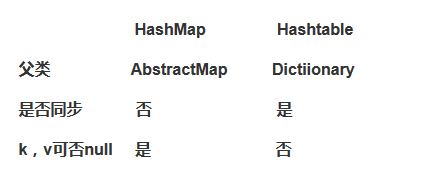 HashMap Hashtable
父类 AbstractMap Dictiionary
是否同步 否 是
k，v可否null 是 否